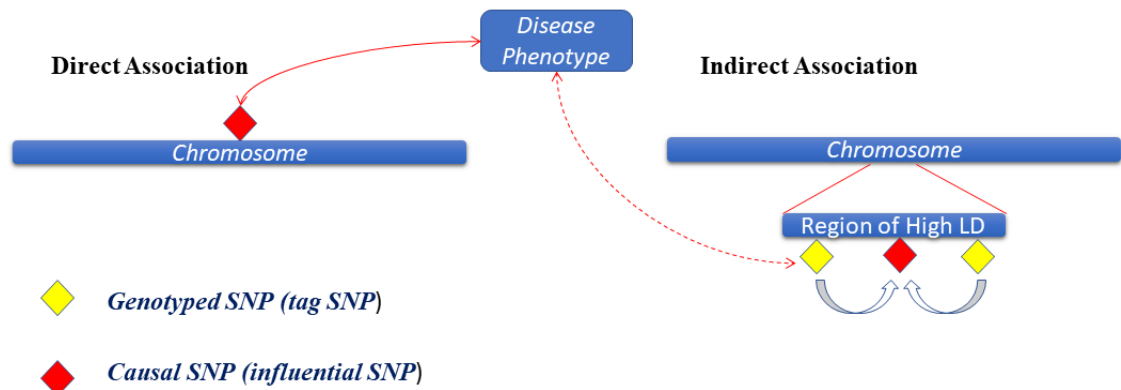 Disease
Phenotype
Direct Association
Indirect Association
Chromosome
Chromosome
Region of High LD
Genotyped SNP (tag SNP)
Causal SNP (influential SNP)